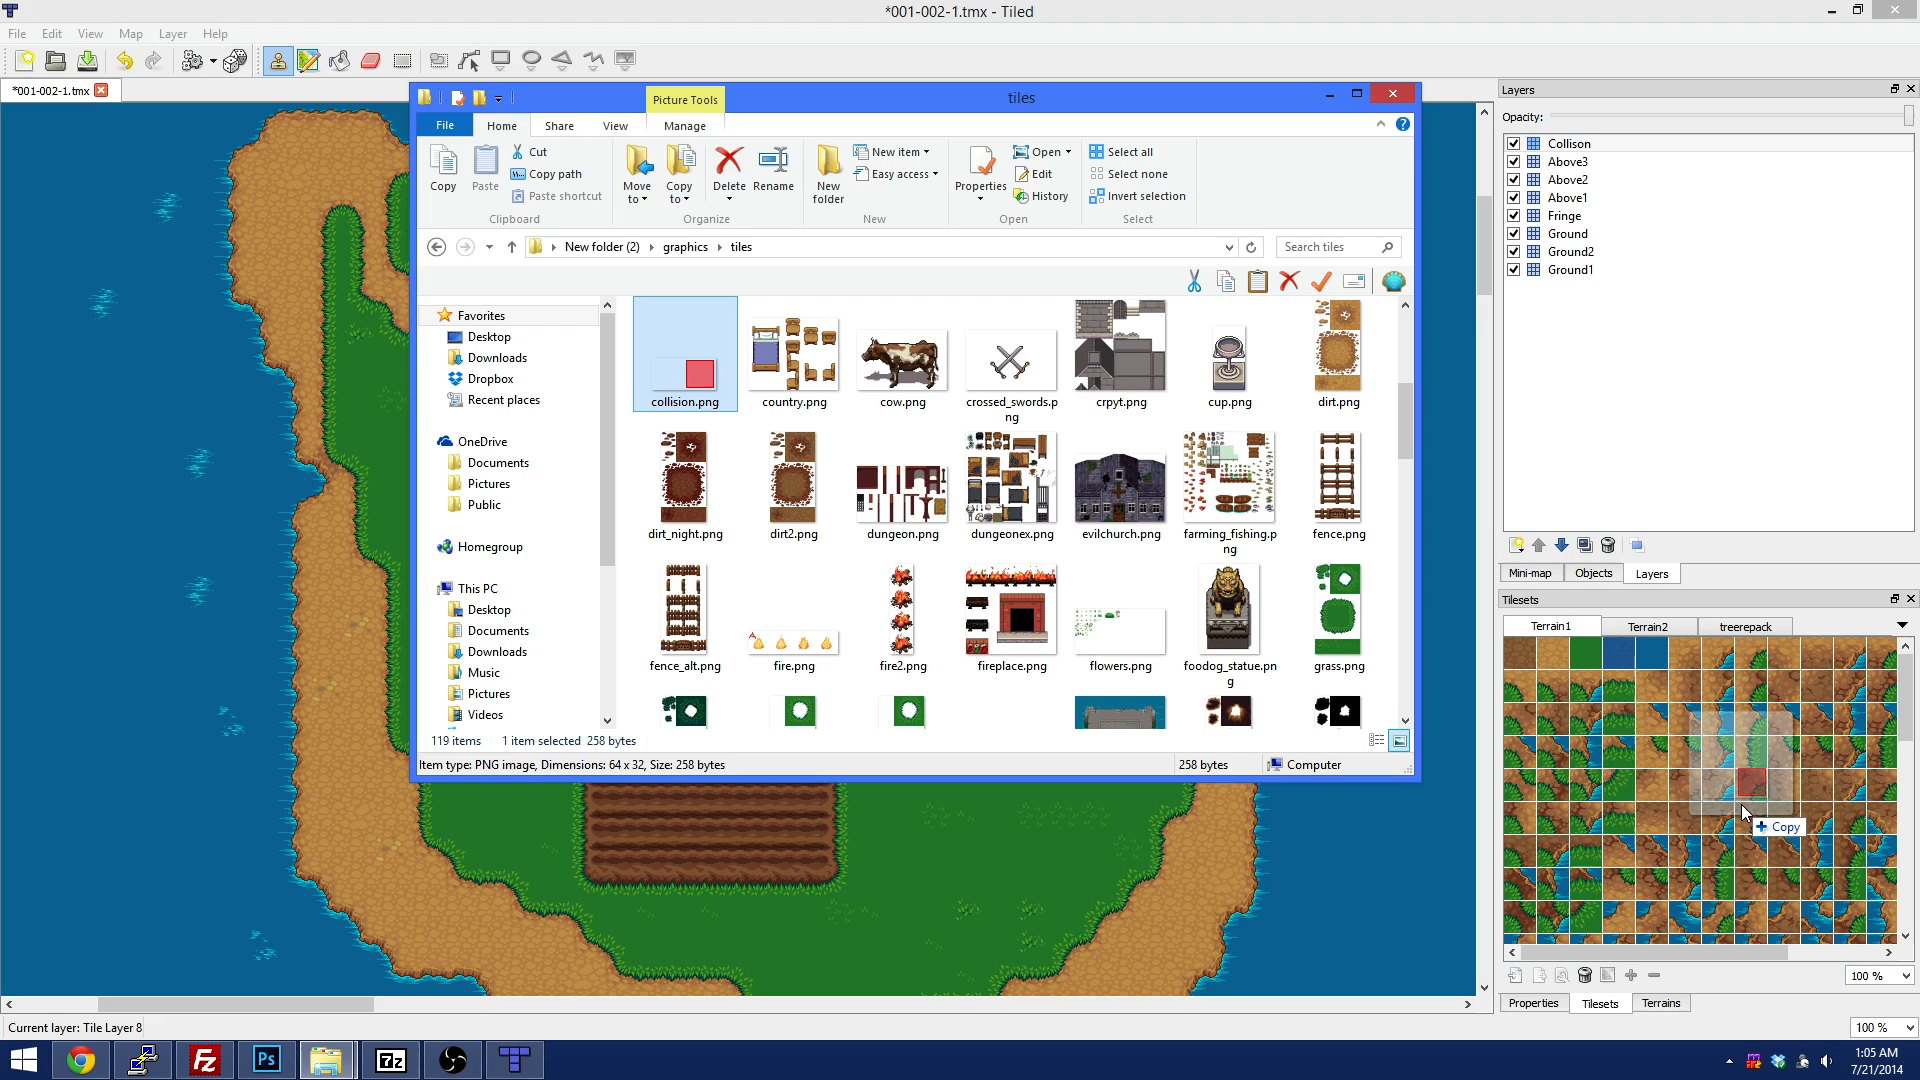 *001-002-1.tmx - Tiled
File Edit View Map Layer Help
*001-002-1.tmx
Picture Tools
tiles
File Home Share View Manage
Copy
Paste
Cut
Copy path
Paste shortcut
Clipboard
Move to
Copy to
Delete
Rename
Organize
New folder
New item
Easy access
New
Properties
Open
Edit
History
Open
Select all
Select none
Invert selection
Select
New folder (2) graphics tiles
Search tiles
Favorites
Desktop
Downloads
Dropbox
Recent places
OneDrive
Documents
Pictures
Public
Homegroup
This PC
Desktop
Documents
Downloads
Music
Pictures
Videos
collision.png
country.png
cow.png
crossed_swords.p
ng
crpyt.png
cup.png
dirt.png
dirt_night.png
dirt2.png
dungeon.png
dungeonex.png
evilchurch.png
farming_fishing.p
ng
fence.png
fence_alt.png
fire.png
fire2.png
fireplace.png
flowers.png
foodog_statue.pn
g
grass.png
119 items 1 item selected 258 bytes
Item type: PNG image, Dimensions: 64 x 32, Size: 258 bytes
258 bytes
Computer
Layers
Opacity:
Collison
Above3
Above2
Above1
Fringe
Ground
Ground2
Ground1
Mini-map Objects Layers
Tilesets
Terrain1 Terrain2 treerepack
Copy
100 %
Properties Tilesets Terrains
Current layer: Tile Layer 8
100 %
Fz
Ps
7z
1:05 AM
7/21/2014